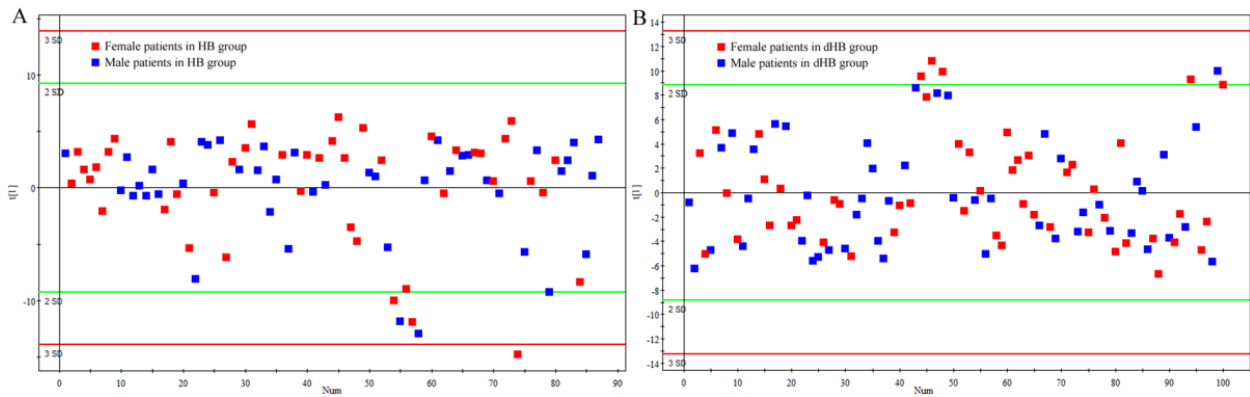 A
3 SD
Female patients in HB group
Male patients in HB group
10
2 SD
t[1]
0
-10
2 SD
3 SD
0 10 20 30 40 50 60 70 80 90
Num
B
14
3 SD
12
Female patients in dHB group
10
Male patients in dHB group
8
2 SD
6
4
2
t[1]
0
-2
-4
-6
-8
2 SD
-10
-12
3 SD
-14
0 10 20 30 40 50 60 70 80 90 100
Num